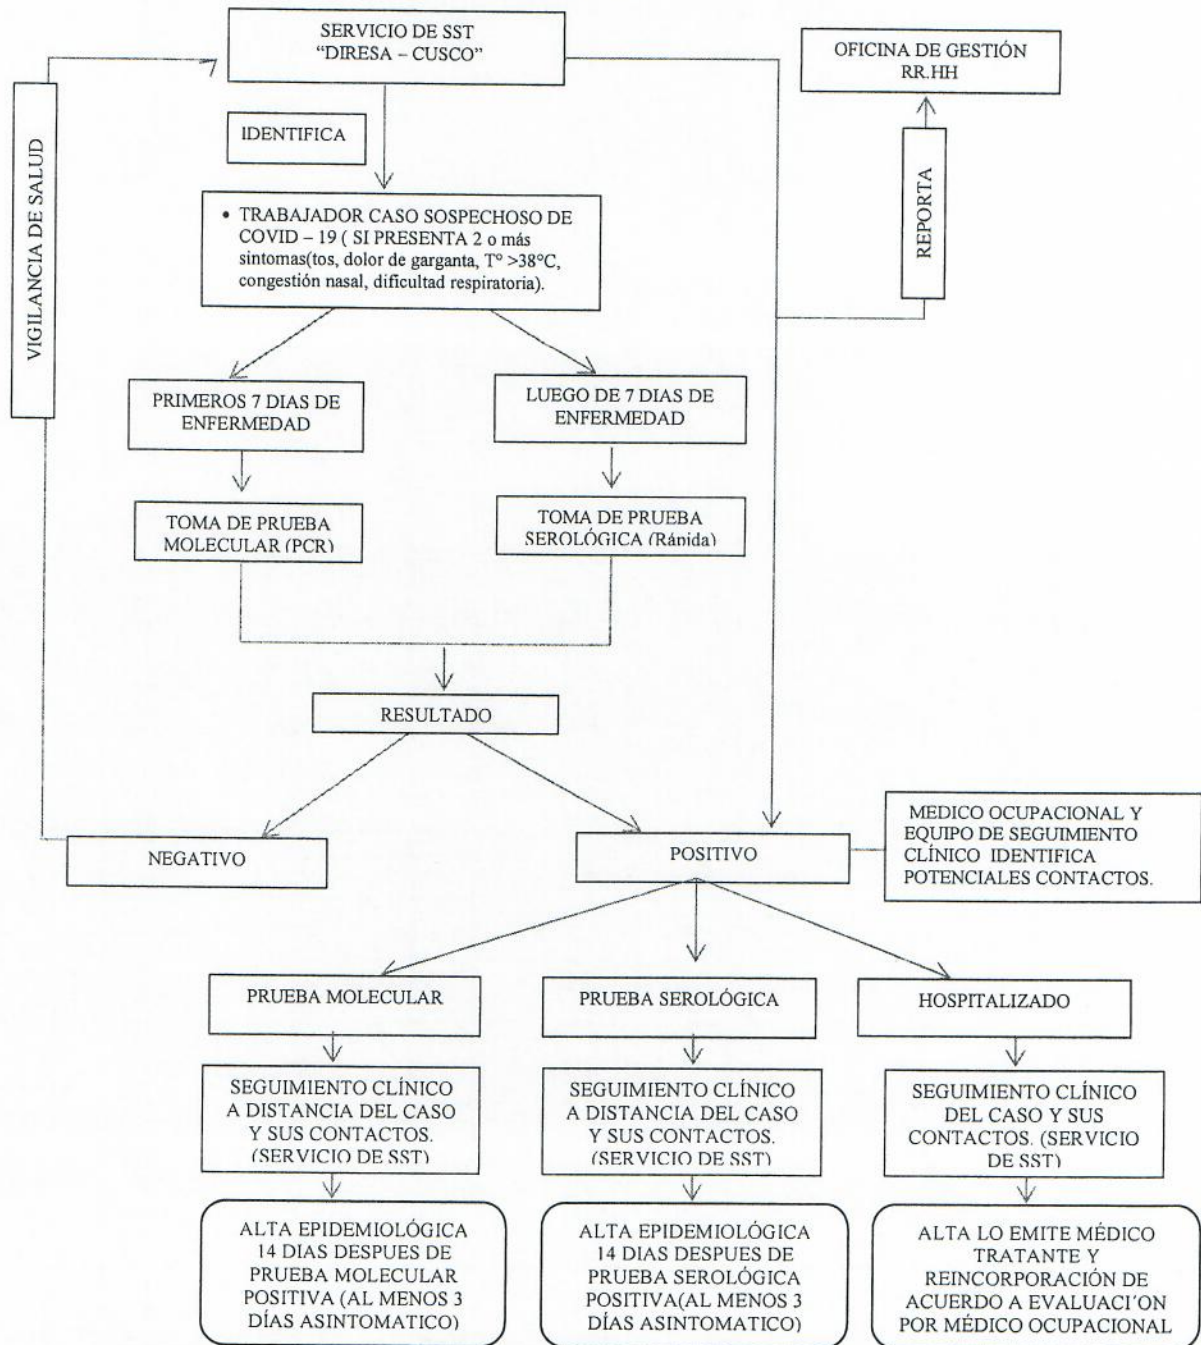 SERVICIO DE SST
“DIRESA – CUSCO”
OFICINA DE GESTIÓN
RR.HH
IDENTIFICA
VIGILANCIA DE SALUD
REPORTA
• TRABAJADOR CASO SOSPECHOSO DE
COVID – 19 ( SI PRESENTA 2 o más
sintomas(tos, dolor de garganta, T° >38°C,
congestión nasal, dificultad respiratoria).
PRIMEROS 7 DIAS DE
ENFERMEDAD
LUEGO DE 7 DIAS DE
ENFERMEDAD
TOMA DE PRUEBA
MOLECULAR (PCR)
TOMA DE PRUEBA
SEROLÓGICA (Rápida)
RESULTADO
NEGATIVO
POSITIVO
MEDICO OCUPACIONAL Y
EQUIPO DE SEGUIMIENTO
CLÍNICO IDENTIFICA
POTENCIALES CONTACTOS.
PRUEBA MOLECULAR
PRUEBA SEROLÓGICA
HOSPITALIZADO
SEGUIMIENTO CLÍNICO
A DISTANCIA DEL CASO
Y SUS CONTACTOS.
(SERVICIO DE SST)
SEGUIMIENTO CLÍNICO
A DISTANCIA DEL CASO
Y SUS CONTACTOS.
(SERVICIO DE SST)
SEGUIMIENTO CLÍNICO
DEL CASO Y SUS
CONTACTOS. (SERVICIO
DE SST)
ALTA EPIDEMIOLÓGICA
14 DIAS DESPUES DE
PRUEBA MOLECULAR
POSITIVA (AL MENOS 3
DÍAS ASINTOMATICO)
ALTA EPIDEMIOLÓGICA
14 DIAS DESPUES DE
PRUEBA SEROLÓGICA
POSITIVA(AL MENOS 3
DÍAS ASINTOMATICO)
ALTA LO EMITE MÉDICO
TRATANTE Y
REINCORPORACIÓN DE
ACUERDO A EVALUACI´ON
POR MÉDICO OCUPACIONAL